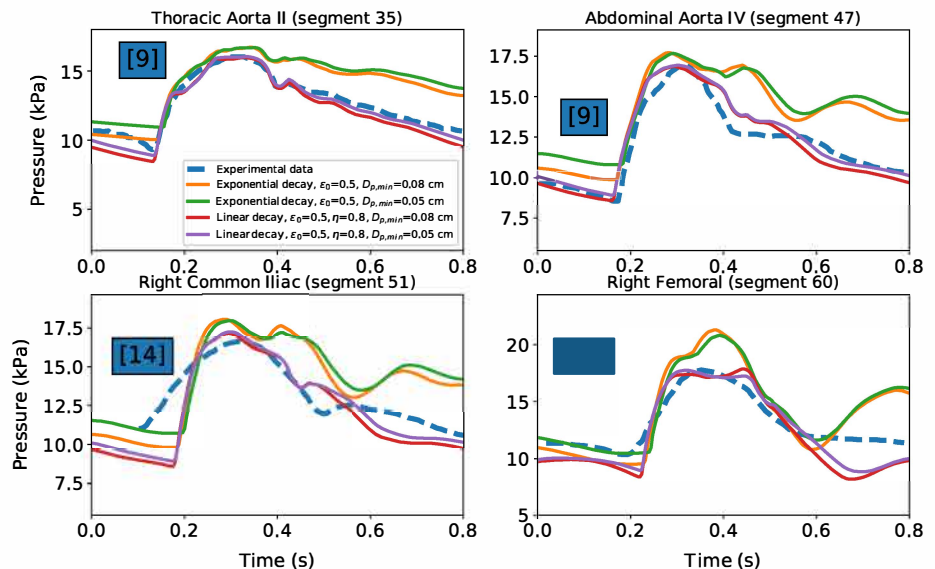 Thoracic Aorta II (segment 35)
Abdominal Aorta IV (segment 47)
Pressure (kPa)
15
10
5
[9]
Experimental data
Exponential decay, ε0=0.5, Dp,min=0.08 cm
Exponential decay, ε0=0.5, Dp,min=0.05 cm
Linear decay, ε0=0.5, η=0.8, Dp,min=0.08 cm
Linear decay, ε0=0.5, η=0.8, Dp,min=0.05 cm
0.0 0.2 0.4 0.6 0.8
17.5
15.0
12.5
10.0
7.5
[9]
0.0 0.2 0.4 0.6 0.8
Right Common Iliac (segment 51)
Right Femoral (segment 60)
Pressure (kPa)
17.5
15.0
12.5
10.0
7.5
[14]
0.0 0.2 0.4 0.6 0.8
Time (s)
20
15
10
5
0.0 0.2 0.4 0.6 0.8
Time (s)